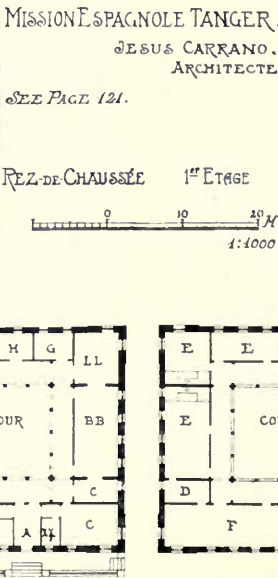 MISSION ESPAGNOLE TANGER.
JESUS CARRANO.
ARCHITECTE
SEE PAGE 121.
REZ-DE-CHAUSSÉE 1er ETAGE
0 10 20 M
1:1000
H G E E
LL
OUR BB E COU
C D
A C F